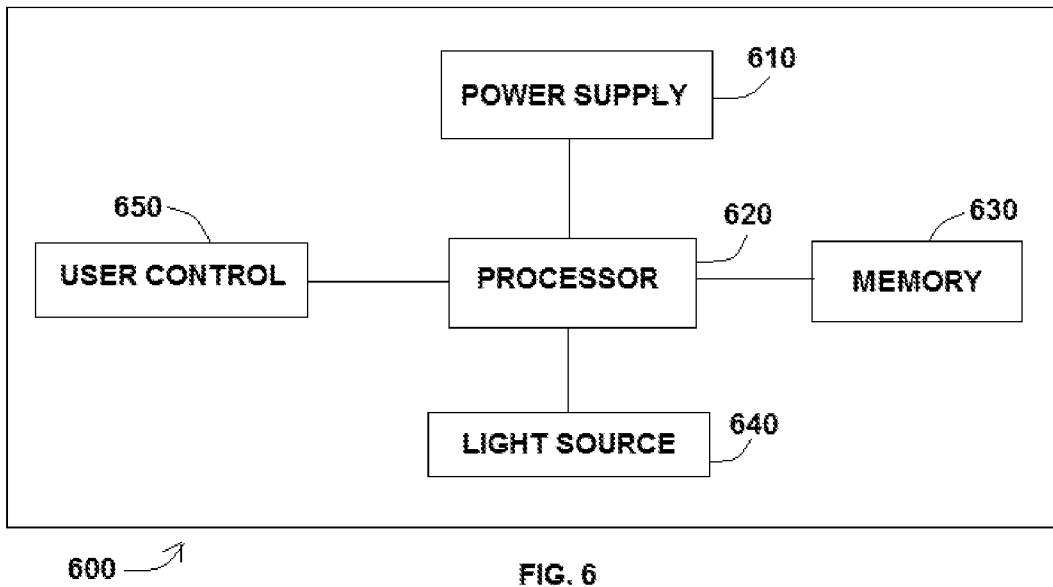 610
POWER SUPPLY
650
620
630
USER CONTROL
PROCESSOR
MEMORY
LIGHT SOURCE
640
600
FIG. 6